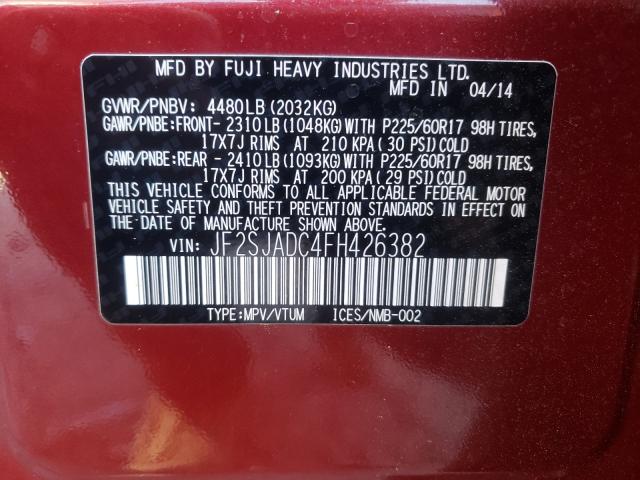 MFD BY FUJI HEAVY INDUSTRIES LTD.
MFD IN 04/14
GVWR/PNBV: 4480LB (2032KG)
GAWR/PNBE:FRONT- 2310LB (1048KG)WITH P225/60R17 98H TIRES,
17X7J RIMS AT 210 KPA ( 30 PSI) COLD
GAWR/PNBE:REAR - 2410LB (1093KG)WITH P225/60R17 98H TIRES,
17X7J RIMS AT 200 KPA ( 29 PSI) COLD
THIS VEHICLE CONFORMS TO ALL APPLICABLE FEDERAL MOTOR
VEHICLE SAFETY AND THEFT PREVENTION STANDARDS IN EFFECT ON
THE DATE OF MANUFACTURE SHOWN ABOVE.
VIN: JF2SJADC4FH426382
TYPE:MPV/VTUM ICES/NMB-002